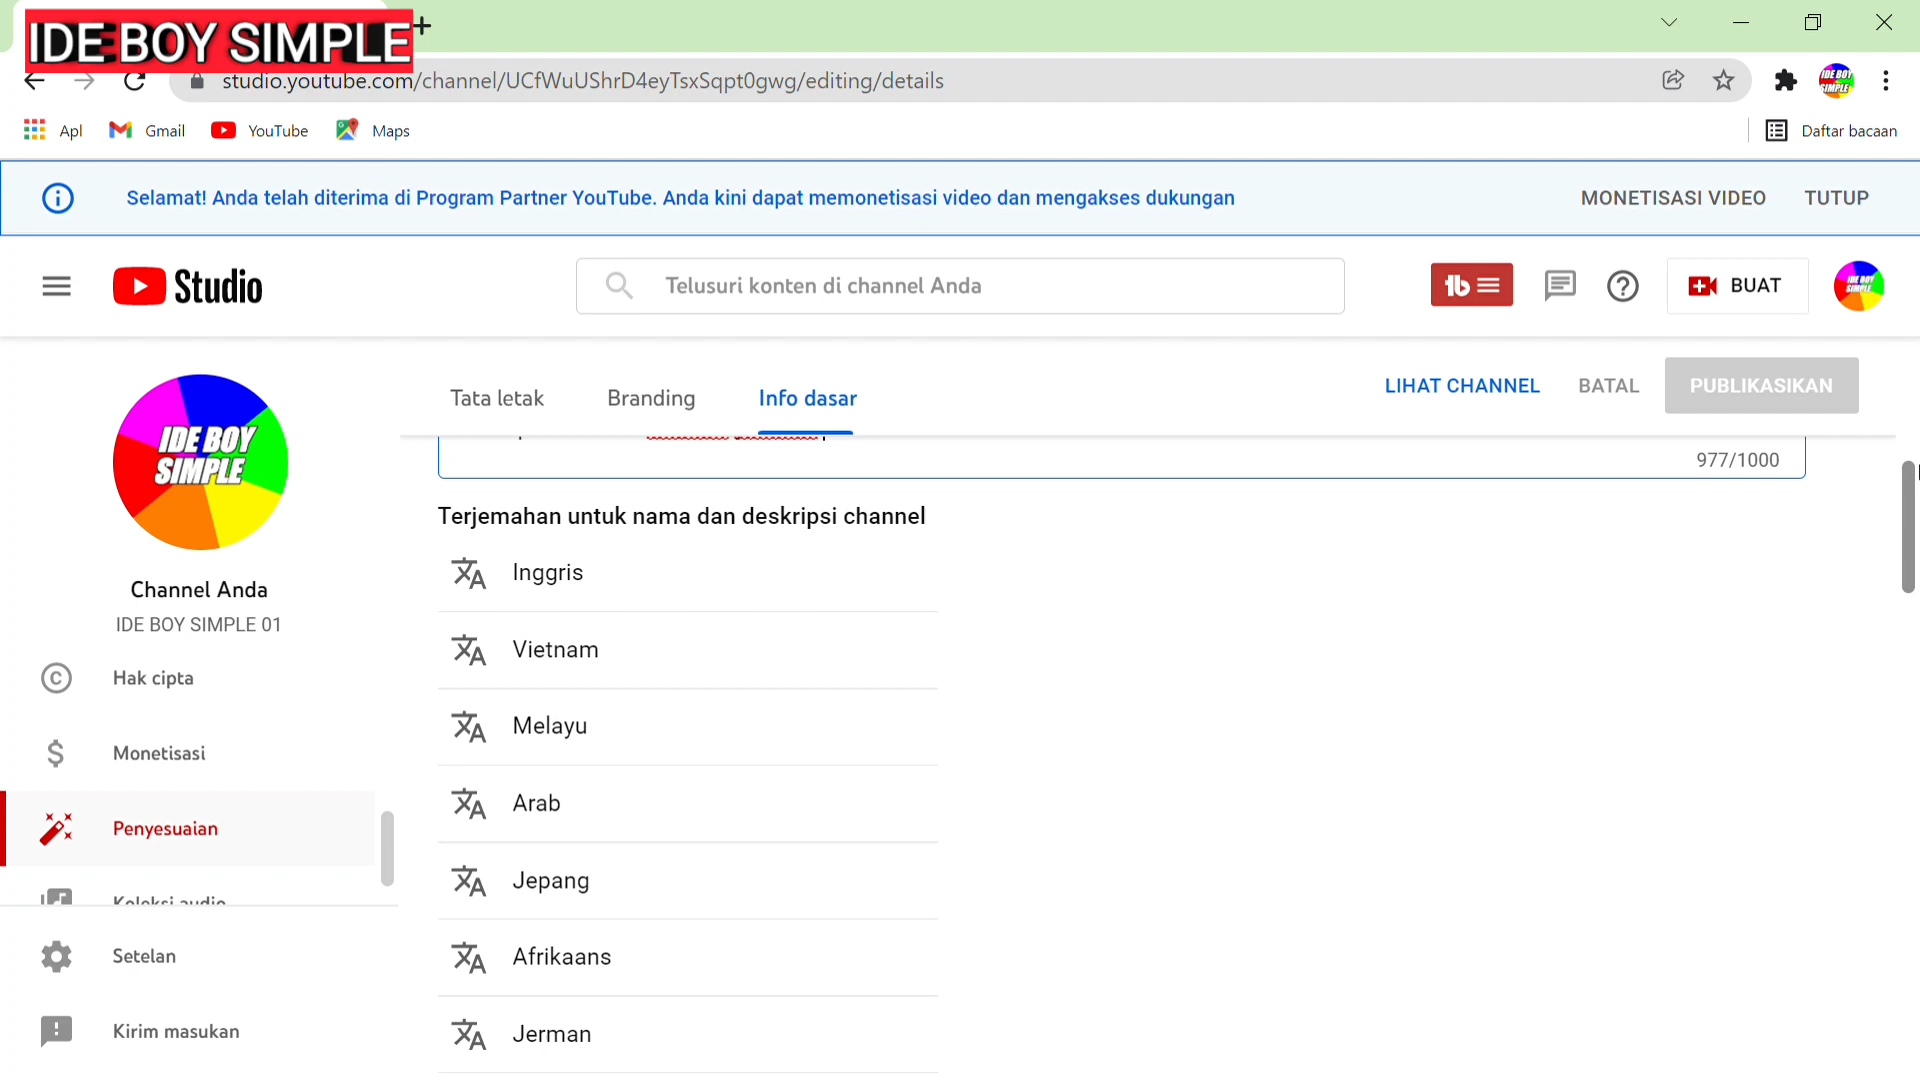 IDE BOY SIMPLE
studio.youtube.com/channel/UCfWuUShrD4eyTsxSqpt0gwg/editing/details
Apl
Gmail
YouTube
Maps
Daftar bacaan
Selamat! Anda telah diterima di Program Partner YouTube. Anda kini dapat memonetisasi video dan mengakses dukungan
MONETISASI VIDEO
TUTUP
Studio
Telusuri konten di channel Anda
BUAT
Tata letak
Branding
Info dasar
LIHAT CHANNEL
BATAL
PUBLIKASIKAN
977/1000
IDE BOY
SIMPLE
Channel Anda
IDE BOY SIMPLE 01
Hak cipta
Monetisasi
Penyesuaian
Koleksi audio
Setelan
Kirim masukan
Terjemahan untuk nama dan deskripsi channel
Inggris
Vietnam
Melayu
Arab
Jepang
Afrikaans
Jerman